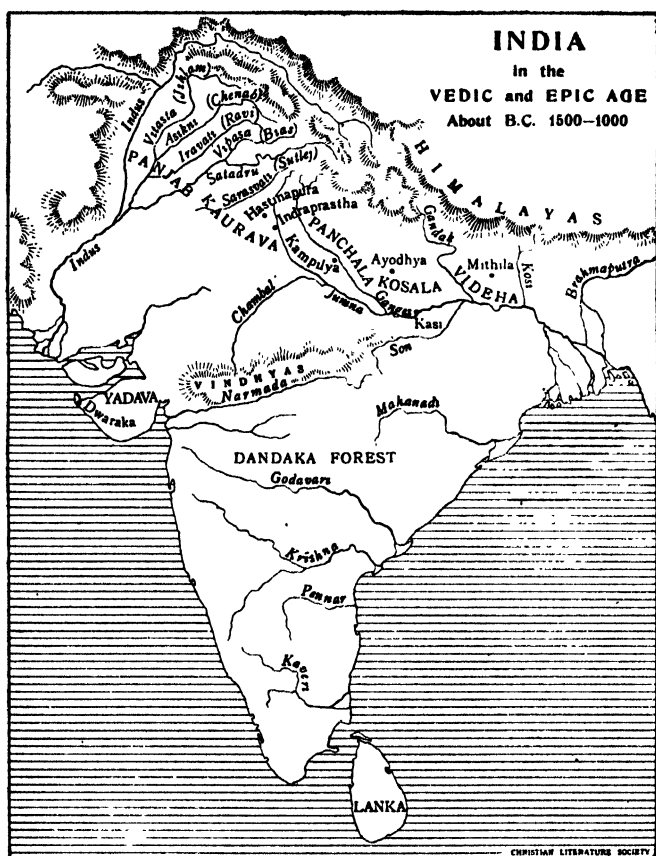 INDIA
in the
VEDIC and EPIC AGE
About B.C. 1500–1000
HIMALAYAS
Indus
Vitasta (Jehlam)
Asikni (Chenab)
Iravati (Ravi)
Vipasa Bias)
Satadru (Sutlej)
Sarasvati
PANJAB
KAURAVA
Hastinapura
Indraprastha
PANCHALA
Kampilya
Indus
Chambal
Jumna
Ganges
Ayodhya
KOSALA
Kasi
Gandak
Mithila
VIDEHA
Kosi
Brahmaputra
Son
VINDHYAS
Narmada
YADAVA
Dwaraka
Mahanadi
DANDAKA FOREST
Godavari
Krishna
Pennar
Kaveri
LANKA
CHRISTIAN LITERATURE SOCIETY